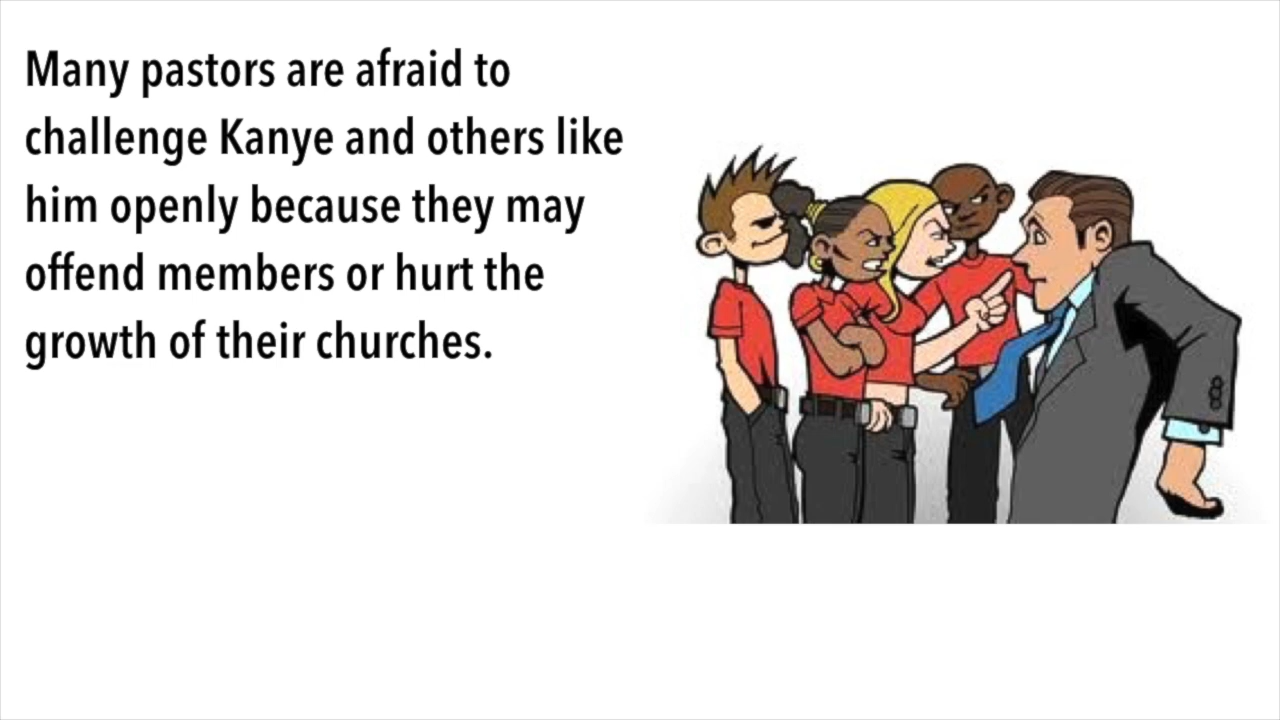 Many pastors are afraid to
challenge Kanye and others like
him openly because they may
offend members or hurt the
growth of their churches.